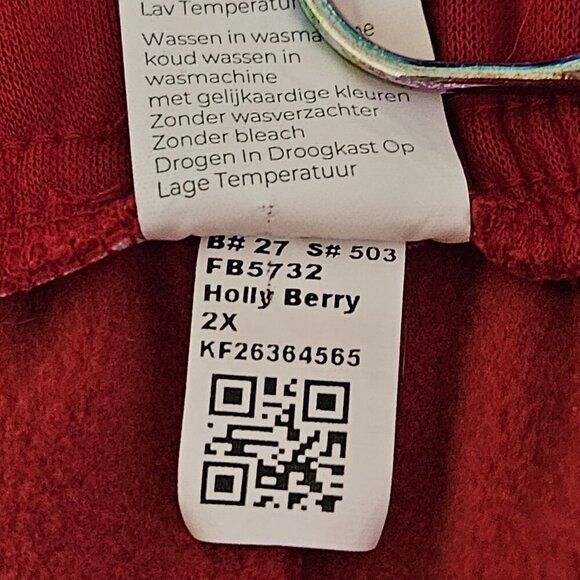 Lav Temperatur
Wassen in wasmachine
koud wassen in
wasmachine
met gelijkaardige kleuren
Zonder wasverzachter
Zonder bleach
Drogen In Droogkast Op
Lage Temperatuur
B# 27 S# 503
FB5732
Holly Berry
2X
KF26364565